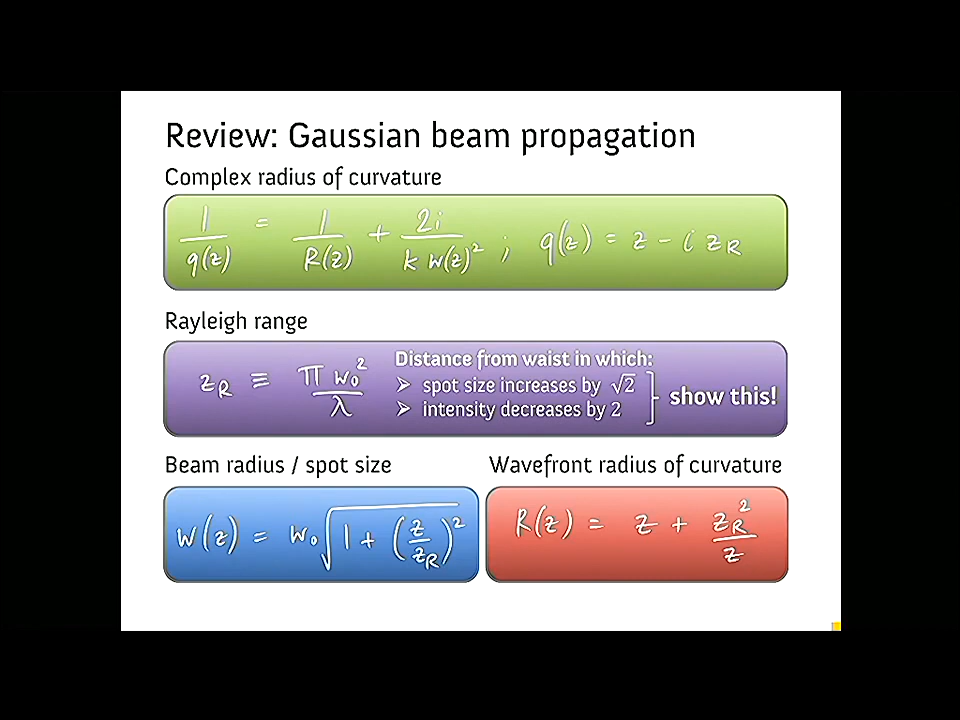 Review: Gaussian beam propagation
Complex radius of curvature
1/q(z) = 1/R(z) + 2i/(k w(z)²) ; q(z) = z - i z_R
Rayleigh range
z_R ≡ π w₀²/λ
Distance from waist in which:
➢ spot size increases by √2
➢ intensity decreases by 2
show this!
Beam radius / spot size
W(z) = w₀ √(1 + (z/z_R)²)
Wavefront radius of curvature
R(z) = z + z_R²/z